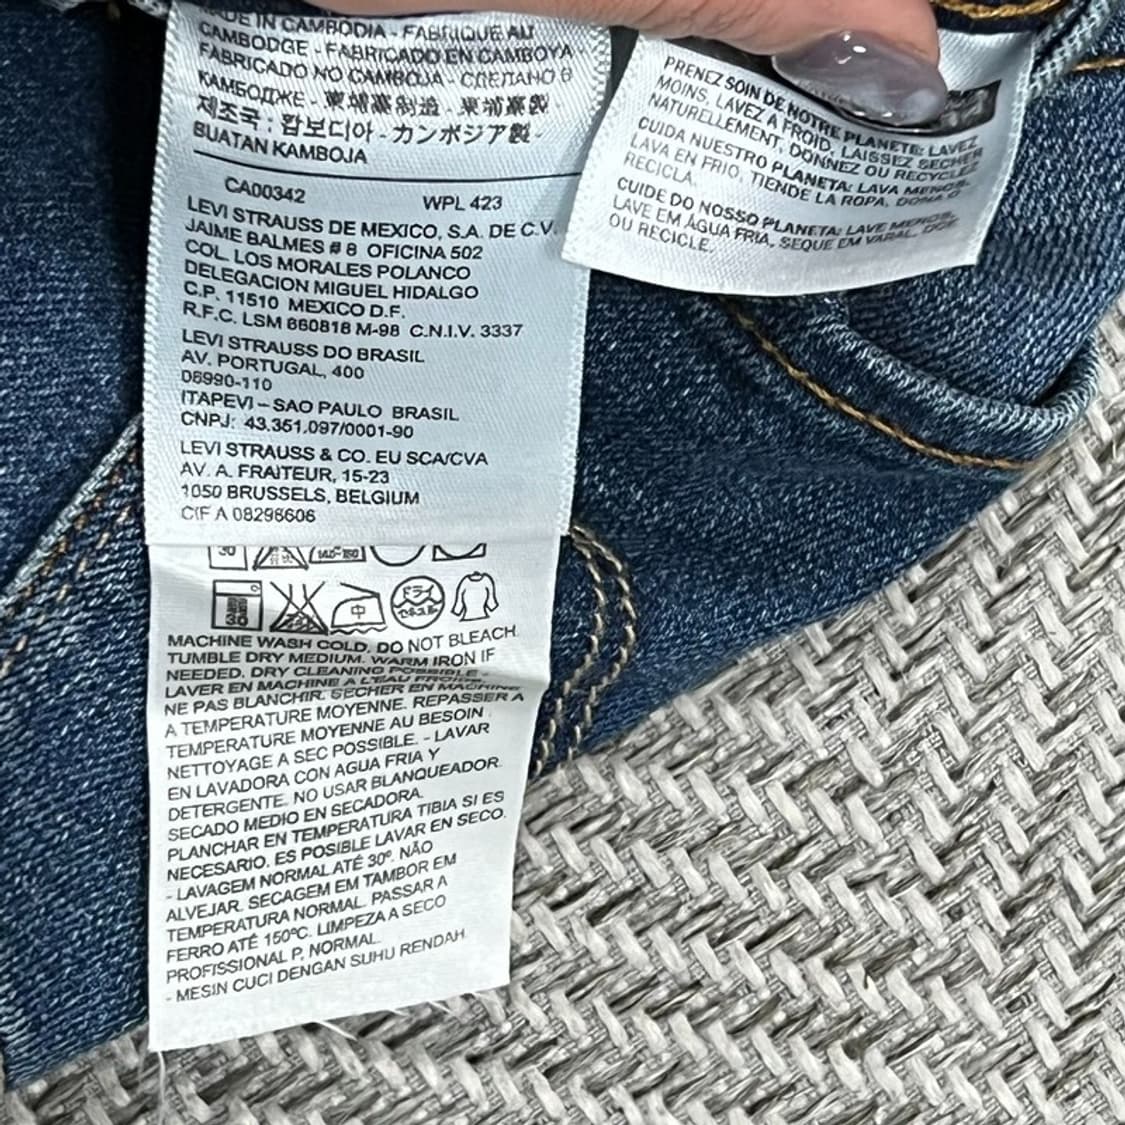 MADE IN CAMBODIA - FABRIQUE AU
CAMBODGE - FABRICADO EN CAMBOYA -
FABRICADO NO CAMBOJA - СДЕЛАНО В
КАМБОДЖЕ - 柬埔寨制造 - 柬埔寨製 -
제조국 : 캄보디아 - カンボジア製 -
BUATAN KAMBOJA
CA00342 WPL 423
LEVI STRAUSS DE MEXICO, S.A. DE C.V.
JAIME BALMES # 8 OFICINA 502
COL. LOS MORALES POLANCO
DELEGACION MIGUEL HIDALGO
C.P. 11510 MEXICO D.F.
R.F.C. LSM 860818 M-98 C.N.I.V. 3337
LEVI STRAUSS DO BRASIL
AV. PORTUGAL, 400
06990-110
ITAPEVI – SAO PAULO BRASIL
CNPJ: 43.351.097/0001-90
LEVI STRAUSS & CO. EU SCA/CVA
AV. A. FRAITEUR, 15-23
1050 BRUSSELS, BELGIUM
CIF A 08298606
30
30 中 ドライ
MACHINE WASH COLD. DO NOT BLEACH.
TUMBLE DRY MEDIUM. WARM IRON IF
NEEDED. DRY CLEANING POSSIBLE -
LAVER EN MACHINE A L'EAU FROIDE.
NE PAS BLANCHIR. SECHER EN MACHINE
A TEMPERATURE MOYENNE. REPASSER A
TEMPERATURE MOYENNE AU BESOIN.
NETTOYAGE A SEC POSSIBLE. - LAVAR
EN LAVADORA CON AGUA FRIA Y
DETERGENTE. NO USAR BLANQUEADOR.
SECADO MEDIO EN SECADORA.
PLANCHAR EN TEMPERATURA TIBIA SI ES
NECESARIO. ES POSIBLE LAVAR EN SECO.
- LAVAGEM NORMAL ATÉ 30º. NÃO
ALVEJAR. SECAGEM EM TAMBOR EM
TEMPERATURA NORMAL. PASSAR A
FERRO ATÉ 150ºC. LIMPEZA A SECO
PROFISSIONAL P, NORMAL.
- MESIN CUCI DENGAN SUHU RENDAH.
PRENEZ SOIN DE NOTRE PLANETE: LAVEZ
MOINS, LAVEZ A FROID, LAISSEZ SECHER
NATURELLEMENT, DONNEZ OU RECYCLEZ.
CUIDA NUESTRO PLANETA: LAVA MENOS,
LAVA EN FRIO, TIENDE LA ROPA, DONA O
RECICLA.
CUIDE DO NOSSO PLANETA: LAVE MENOS,
LAVE EM ÁGUA FRIA, SEQUE EM VARAL, DOE
OU RECICLE.